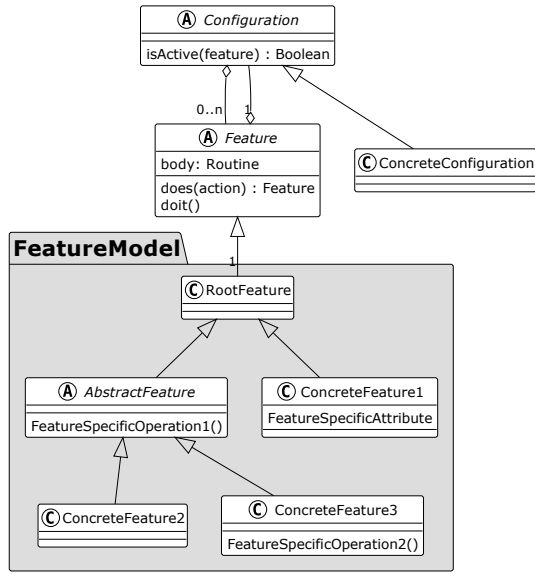 A Configuration
isActive(feature) : Boolean
0..n 1
A Feature
body: Routine
does(action) : Feature
doit()
C ConcreteConfiguration
FeatureModel
1
C RootFeature
A AbstractFeature
FeatureSpecificOperation1()
C ConcreteFeature1
FeatureSpecificAttribute
C ConcreteFeature2
C ConcreteFeature3
FeatureSpecificOperation2()